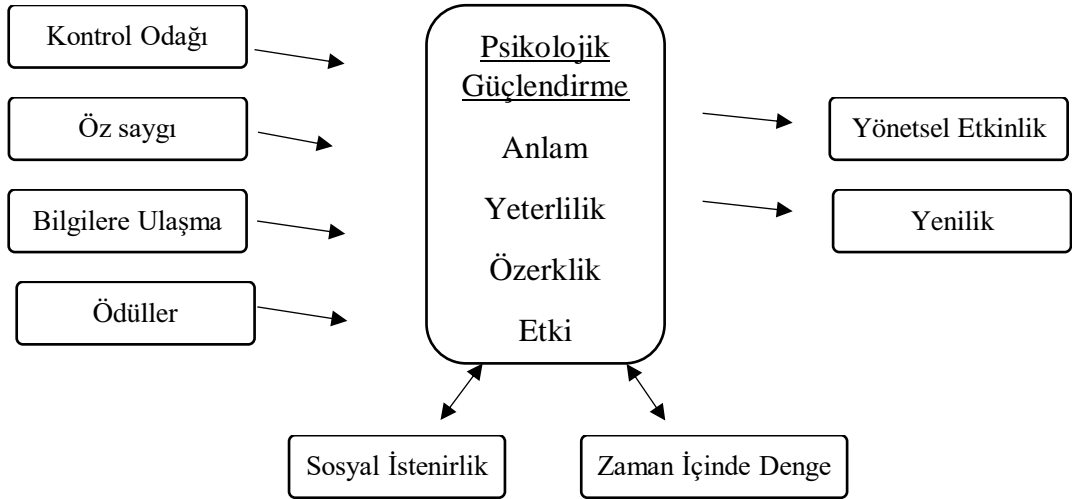 Kontrol Odağı
Öz saygı
Bilgilere Ulaşma
Ödüller
Psikolojik
Güçlendirme
Anlam
Yeterlilik
Özerklik
Etki
Yönetsel Etkinlik
Yenilik
Sosyal İstenirlik
Zaman İçinde Denge